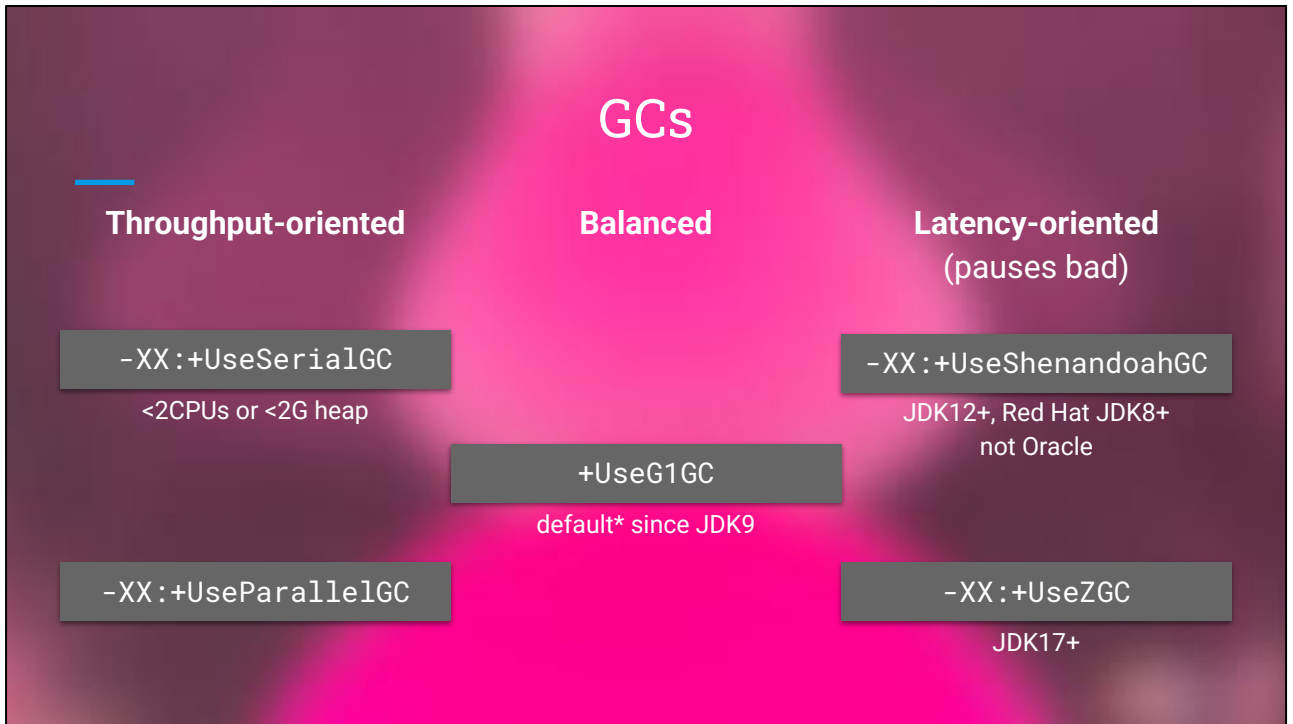 GCs
Throughput-oriented
Balanced
Latency-oriented
(pauses bad)
-XX:+UseSerialGC
<2CPUs or <2G heap
-XX:+UseShenandoahGC
JDK12+, Red Hat JDK8+
not Oracle
+UseG1GC
default* since JDK9
-XX:+UseParallelGC
-XX:+UseZGC
JDK17+